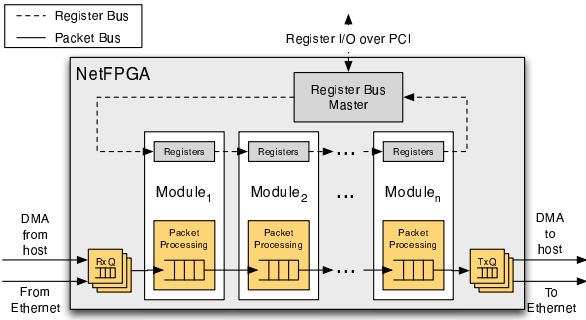 Register Bus
Packet Bus
Register I/O over PCI
NetFPGA
Register Bus
Master
Registers
Registers
...
Registers
Module1
Module2
...
Modulen
DMA
from
host
Packet
Processing
Packet
Processing
...
Packet
Processing
DMA
to
host
RxQ
TxQ
From
Ethernet
To
Ethernet